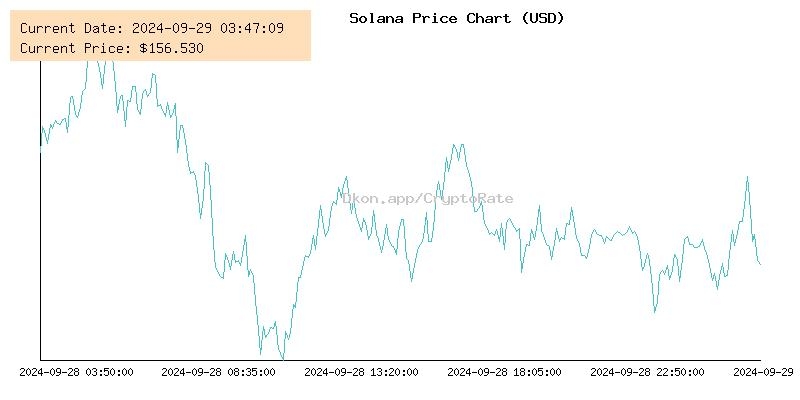 Solana Price Chart (USD)
Current Date: 2024-09-29 03:47:09
Current Price: $156.530
Dkon.app/CryptoRate
2024-09-28 03:50:00 2024-09-28 08:35:00 2024-09-28 13:20:00 2024-09-28 18:05:00 2024-09-28 22:50:00 2024-09-29